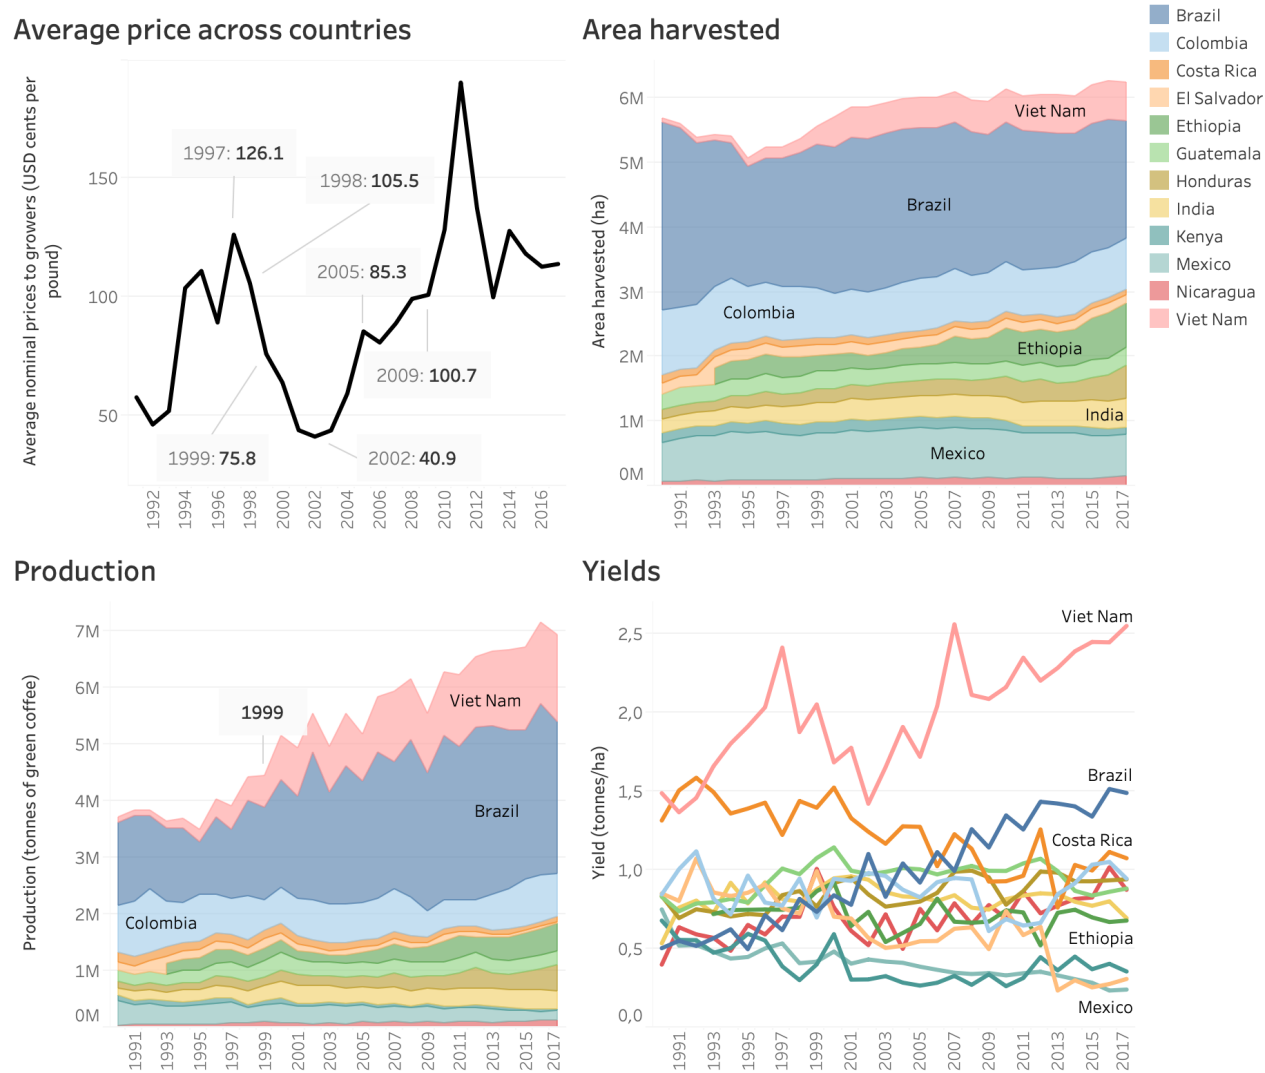 Average price across countries
Average nominal prices to growers (USD cents per
pound)
150
100
50
1997: 126.1
1998: 105.5
2005: 85.3
2009: 100.7
1999: 75.8
2002: 40.9
1992
1994
1996
1998
2000
2002
2004
2006
2008
2010
2012
2014
2016
Area harvested
Area harvested (ha)
6M
5M
4M
3M
2M
1M
0M
Viet Nam
Brazil
Colombia
Ethiopia
India
Mexico
1991
1993
1995
1997
1999
2001
2003
2005
2007
2009
2011
2013
2015
2017
Brazil
Colombia
Costa Rica
El Salvador
Ethiopia
Guatemala
Honduras
India
Kenya
Mexico
Nicaragua
Viet Nam
Production
Production (tonnes of green coffee)
7M
6M
5M
4M
3M
2M
1M
0M
1999
Viet Nam
Brazil
Colombia
1991
1993
1995
1997
1999
2001
2003
2005
2007
2009
2011
2013
2015
2017
Yields
Yield (tonnes/ha)
2,5
2,0
1,5
1,0
0,5
0,0
Viet Nam
Brazil
Costa Rica
Ethiopia
Mexico
1991
1993
1995
1997
1999
2001
2003
2005
2007
2009
2011
2013
2015
2017